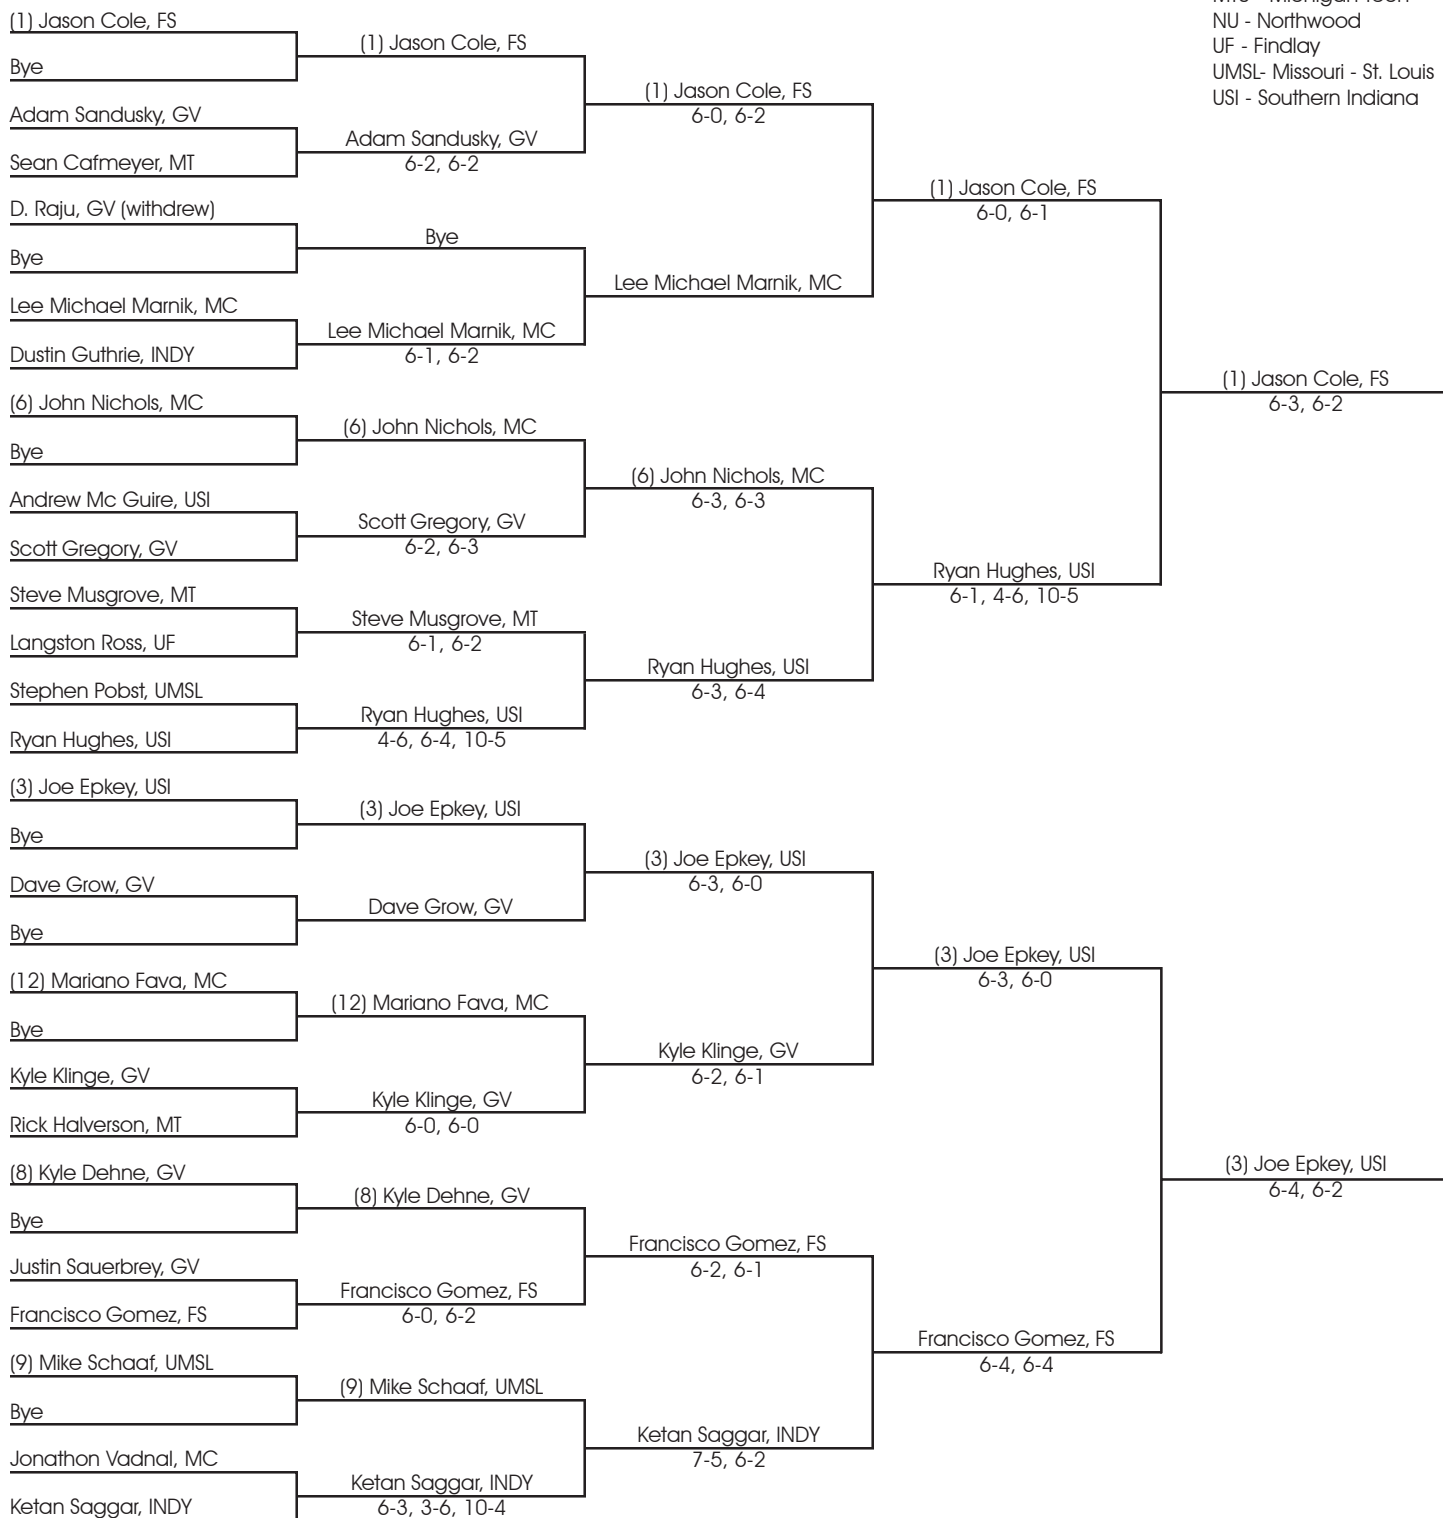 (1) Jason Cole, FS
Bye
Adam Sandusky, GV
Sean Cafmeyer, MT
D. Raju, GV (withdrew)
Bye
Lee Michael Marnik, MC
Dustin Guthrie, INDY
(6) John Nichols, MC
Bye
Andrew Mc Guire, USI
Scott Gregory, GV
Steve Musgrove, MT
Langston Ross, UF
Stephen Pobst, UMSL
Ryan Hughes, USI
(3) Joe Epkey, USI
Bye
Dave Grow, GV
Bye
(12) Mariano Fava, MC
Bye
Kyle Klinge, GV
Rick Halverson, MT
(8) Kyle Dehne, GV
Bye
Justin Sauerbrey, GV
Francisco Gomez, FS
(9) Mike Schaaf, UMSL
Bye
Jonathon Vadnal, MC
Ketan Saggar, INDY
(1) Jason Cole, FS
Adam Sandusky, GV
6-2, 6-2
Bye
Lee Michael Marnik, MC
6-1, 6-2
(6) John Nichols, MC
Scott Gregory, GV
6-2, 6-3
Steve Musgrove, MT
6-1, 6-2
Ryan Hughes, USI
4-6, 6-4, 10-5
(3) Joe Epkey, USI
Dave Grow, GV
(12) Mariano Fava, MC
Kyle Klinge, GV
6-0, 6-0
(8) Kyle Dehne, GV
Francisco Gomez, FS
6-0, 6-2
(9) Mike Schaaf, UMSL
Ketan Saggar, INDY
6-3, 3-6, 10-4
(1) Jason Cole, FS
6-0, 6-2
Lee Michael Marnik, MC
(6) John Nichols, MC
6-3, 6-3
Ryan Hughes, USI
6-3, 6-4
(3) Joe Epkey, USI
6-3, 6-0
Kyle Klinge, GV
6-2, 6-1
Francisco Gomez, FS
6-2, 6-1
Ketan Saggar, INDY
7-5, 6-2
(1) Jason Cole, FS
6-0, 6-1
Ryan Hughes, USI
6-1, 4-6, 10-5
(3) Joe Epkey, USI
6-3, 6-0
Francisco Gomez, FS
6-4, 6-4
NU - Northwood
UF - Findlay
UMSL- Missouri - St. Louis
USI - Southern Indiana
(1) Jason Cole, FS
6-3, 6-2
(3) Joe Epkey, USI
6-4, 6-2